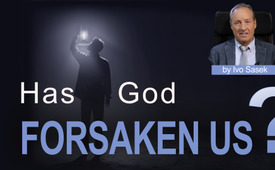 by Ivo Sasek
Has God
FORSAKEN US ?